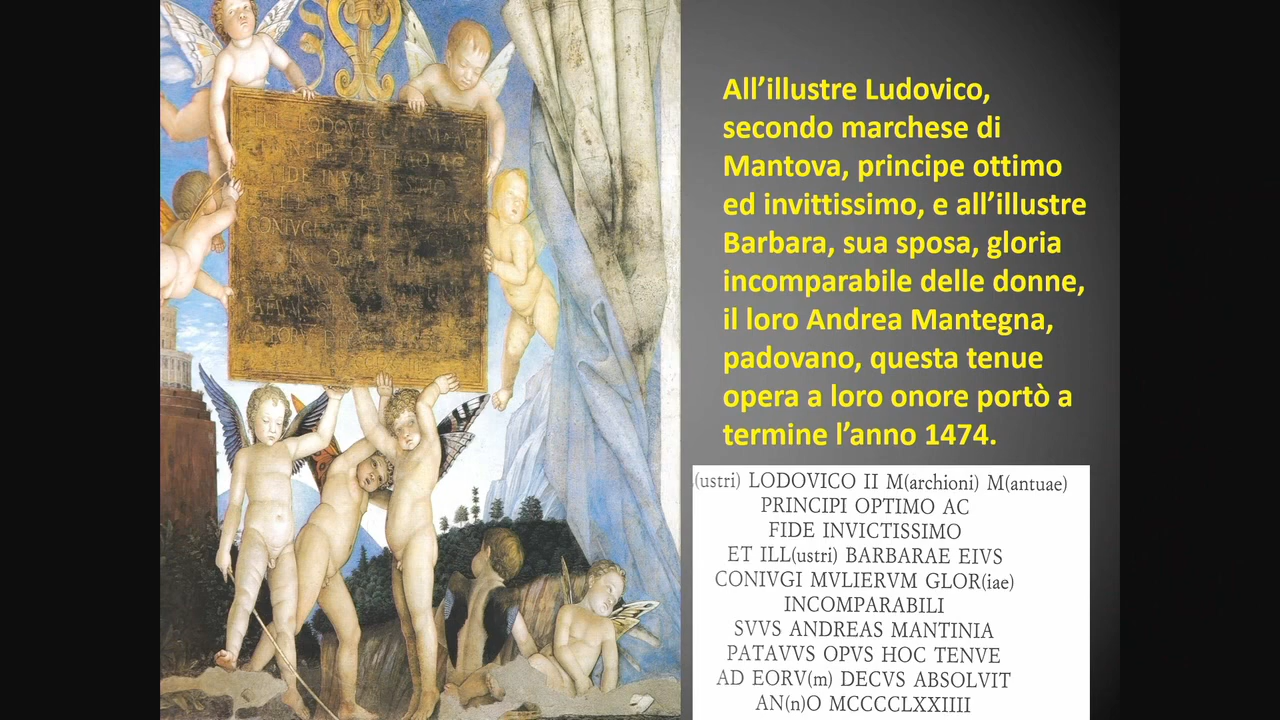 All’illustre Ludovico,
secondo marchese di
Mantova, principe ottimo
ed invittissimo, e all’illustre
Barbara, sua sposa, gloria
incomparabile delle donne,
il loro Andrea Mantegna,
padovano, questa tenue
opera a loro onore portò a
termine l’anno 1474.
(ustri) LODOVICO II M(archioni) M(antuae)
PRINCIPI OPTIMO AC
FIDE INVICTISSIMO
ET ILL(ustri) BARBARAE EIVS
CONIVGI MVLIERVM GLOR(iae)
INCOMPARABILI
SVVS ANDREAS MANTINIA
PATAVVS OPVS HOC TENVE
AD EORV(m) DECVS ABSOLVIT
AN(n)O MCCCCLXXIIII